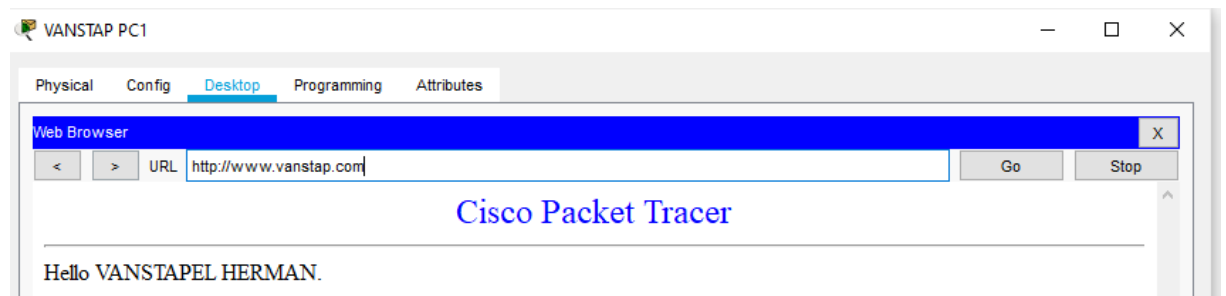 VANSTAP PC1
Physical Config Desktop Programming Attributes
Web Browser X
< > URL http://www.vanstap.com Go Stop
Cisco Packet Tracer
Hello VANSTAPEL HERMAN.